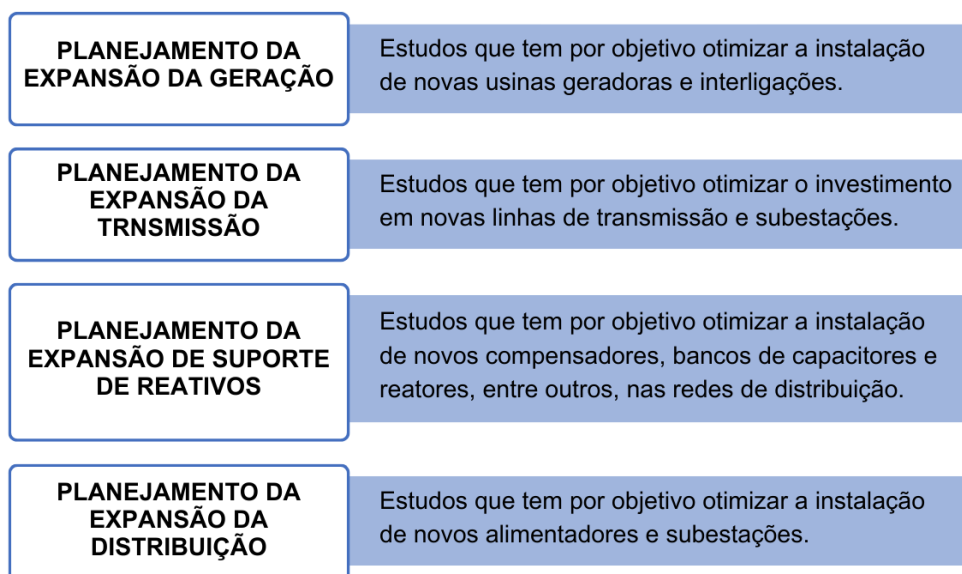 PLANEJAMENTO DA
EXPANSÃO DA GERAÇÃO
Estudos que tem por objetivo otimizar a instalação
de novas usinas geradoras e interligações.
PLANEJAMENTO DA
EXPANSÃO DA
TRNSMISSÃO
Estudos que tem por objetivo otimizar o investimento
em novas linhas de transmissão e subestações.
PLANEJAMENTO DA
EXPANSÃO DE SUPORTE
DE REATIVOS
Estudos que tem por objetivo otimizar a instalação
de novos compensadores, bancos de capacitores e
reatores, entre outros, nas redes de distribuição.
PLANEJAMENTO DA
EXPANSÃO DA
DISTRIBUIÇÃO
Estudos que tem por objetivo otimizar a instalação
de novos alimentadores e subestações.